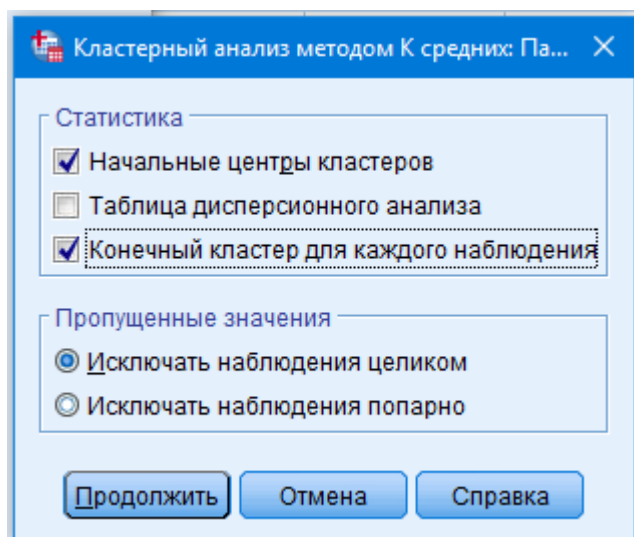 Кластерный анализ методом К средних: Па...
Статистика
Начальные центры кластеров
Таблица дисперсионного анализа
Конечный кластер для каждого наблюдения
Пропущенные значения
Исключать наблюдения целиком
Исключать наблюдения попарно
Продолжить Отмена Справка